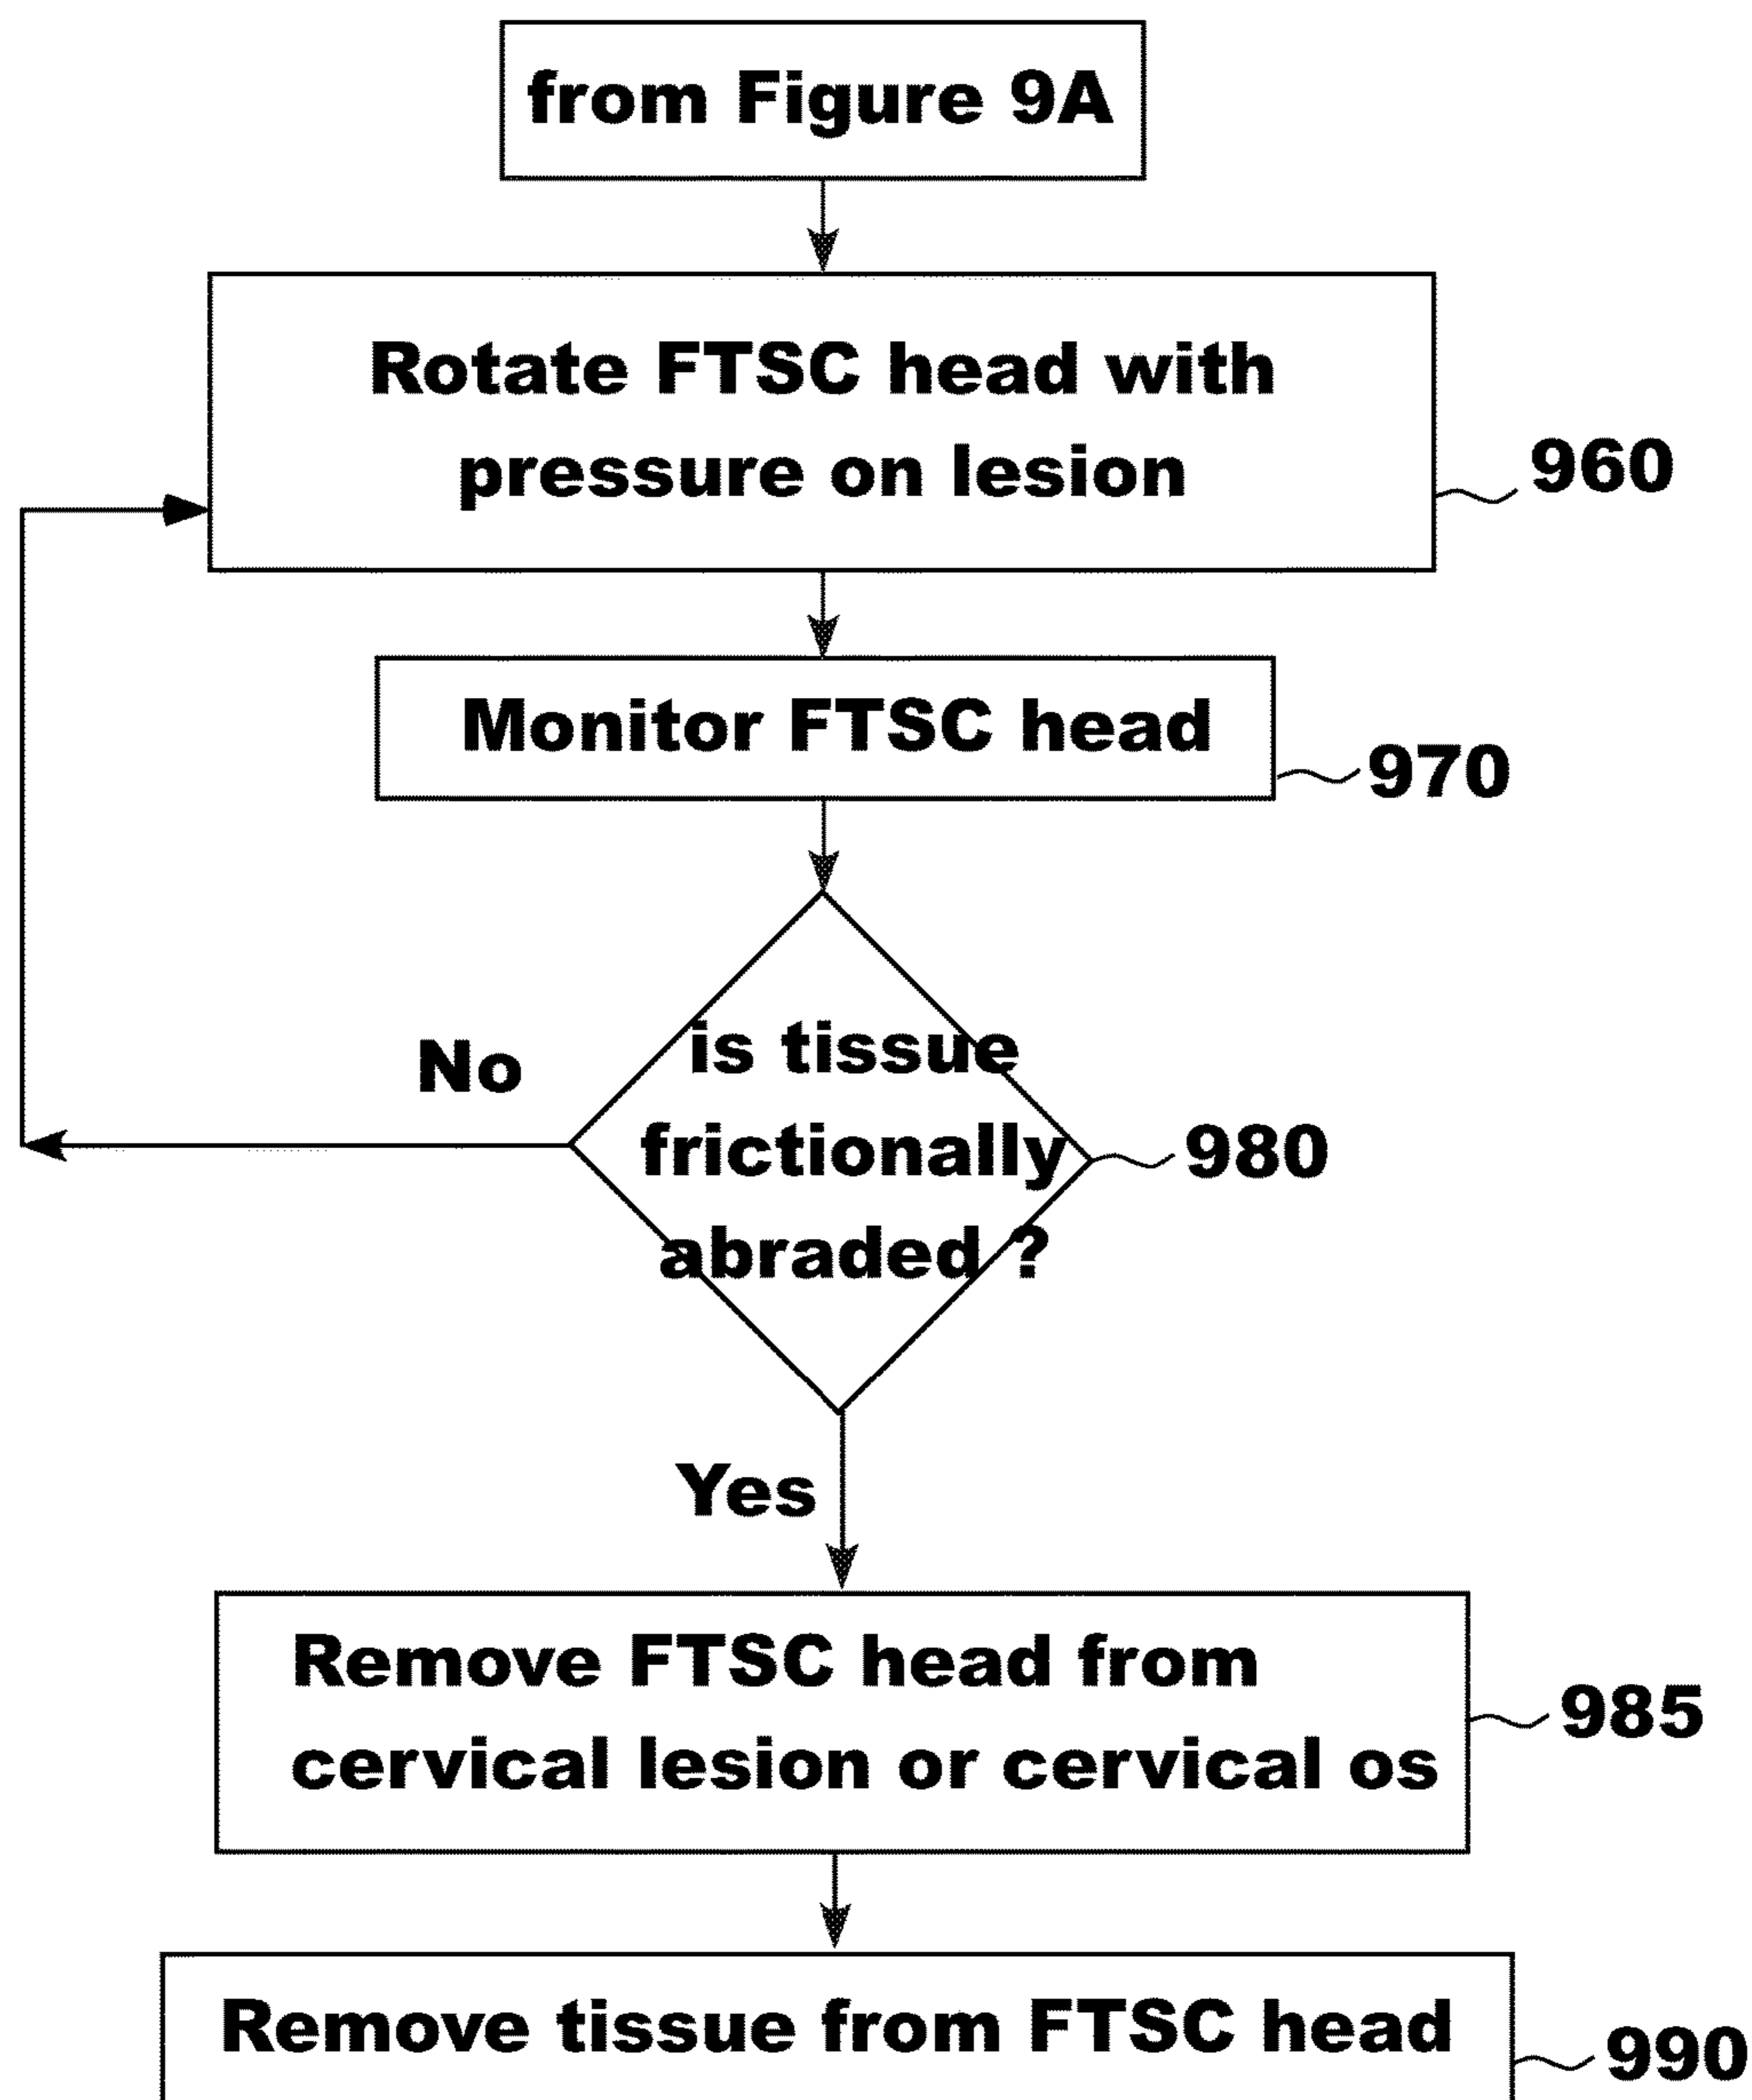 from Figure 9A
Rotate FTSC head with
pressure on lesion
960
Monitor FTSC head
970
No
is tissue
frictionally
abraded ?
980
Yes
Remove FTSC head from
cervical lesion or cervical os
985
Remove tissue from FTSC head
990